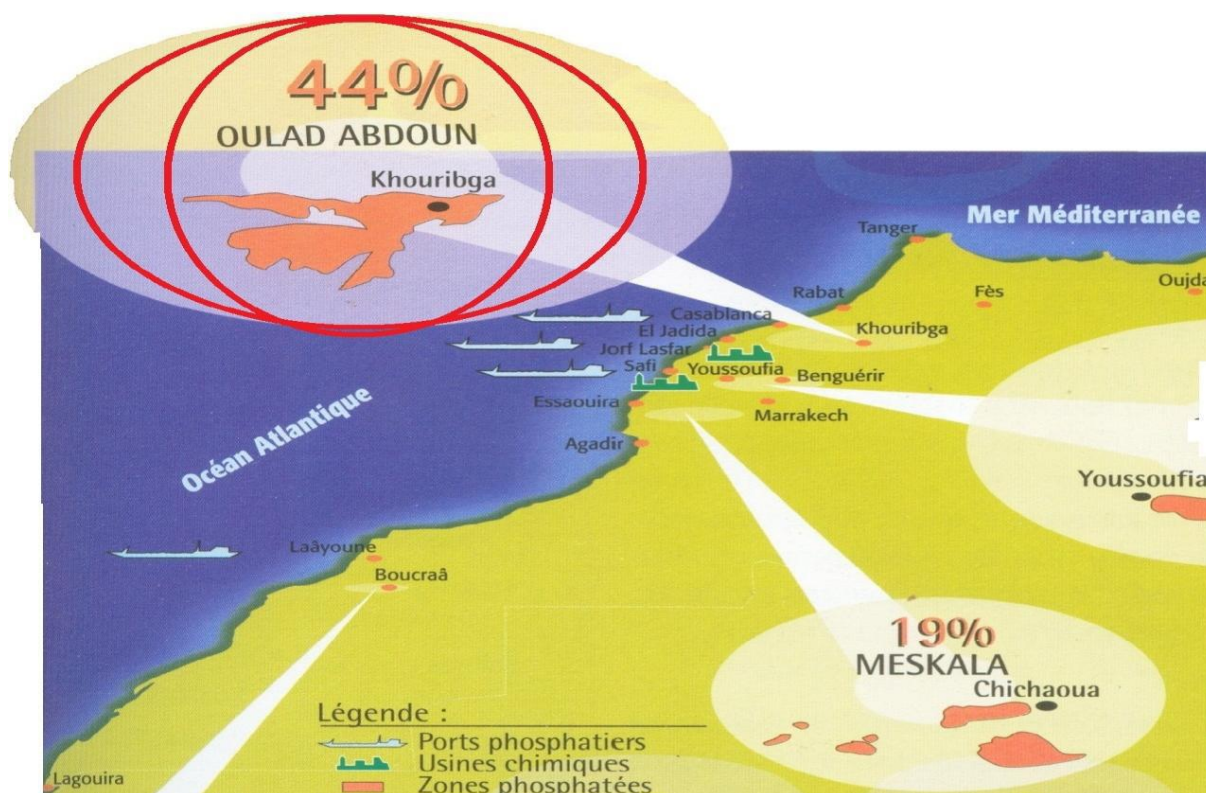 44%
OULAD ABDOUN
Khouribga
Mer Méditerranée
Tanger
Oujda
Fès
Rabat
Casablanca
Khouribga
El Jadida
Jorf Lasfar
Safi
Youssoufia
Benguérir
Essaouira
Marrakech
Agadir
Océan Atlantique
Youssoufia
Laâyoune
Boucraâ
19%
MESKALA
Chichaoua
Légende :
Ports phosphatiers
Usines chimiques
Zones phosphatées
Lagouira